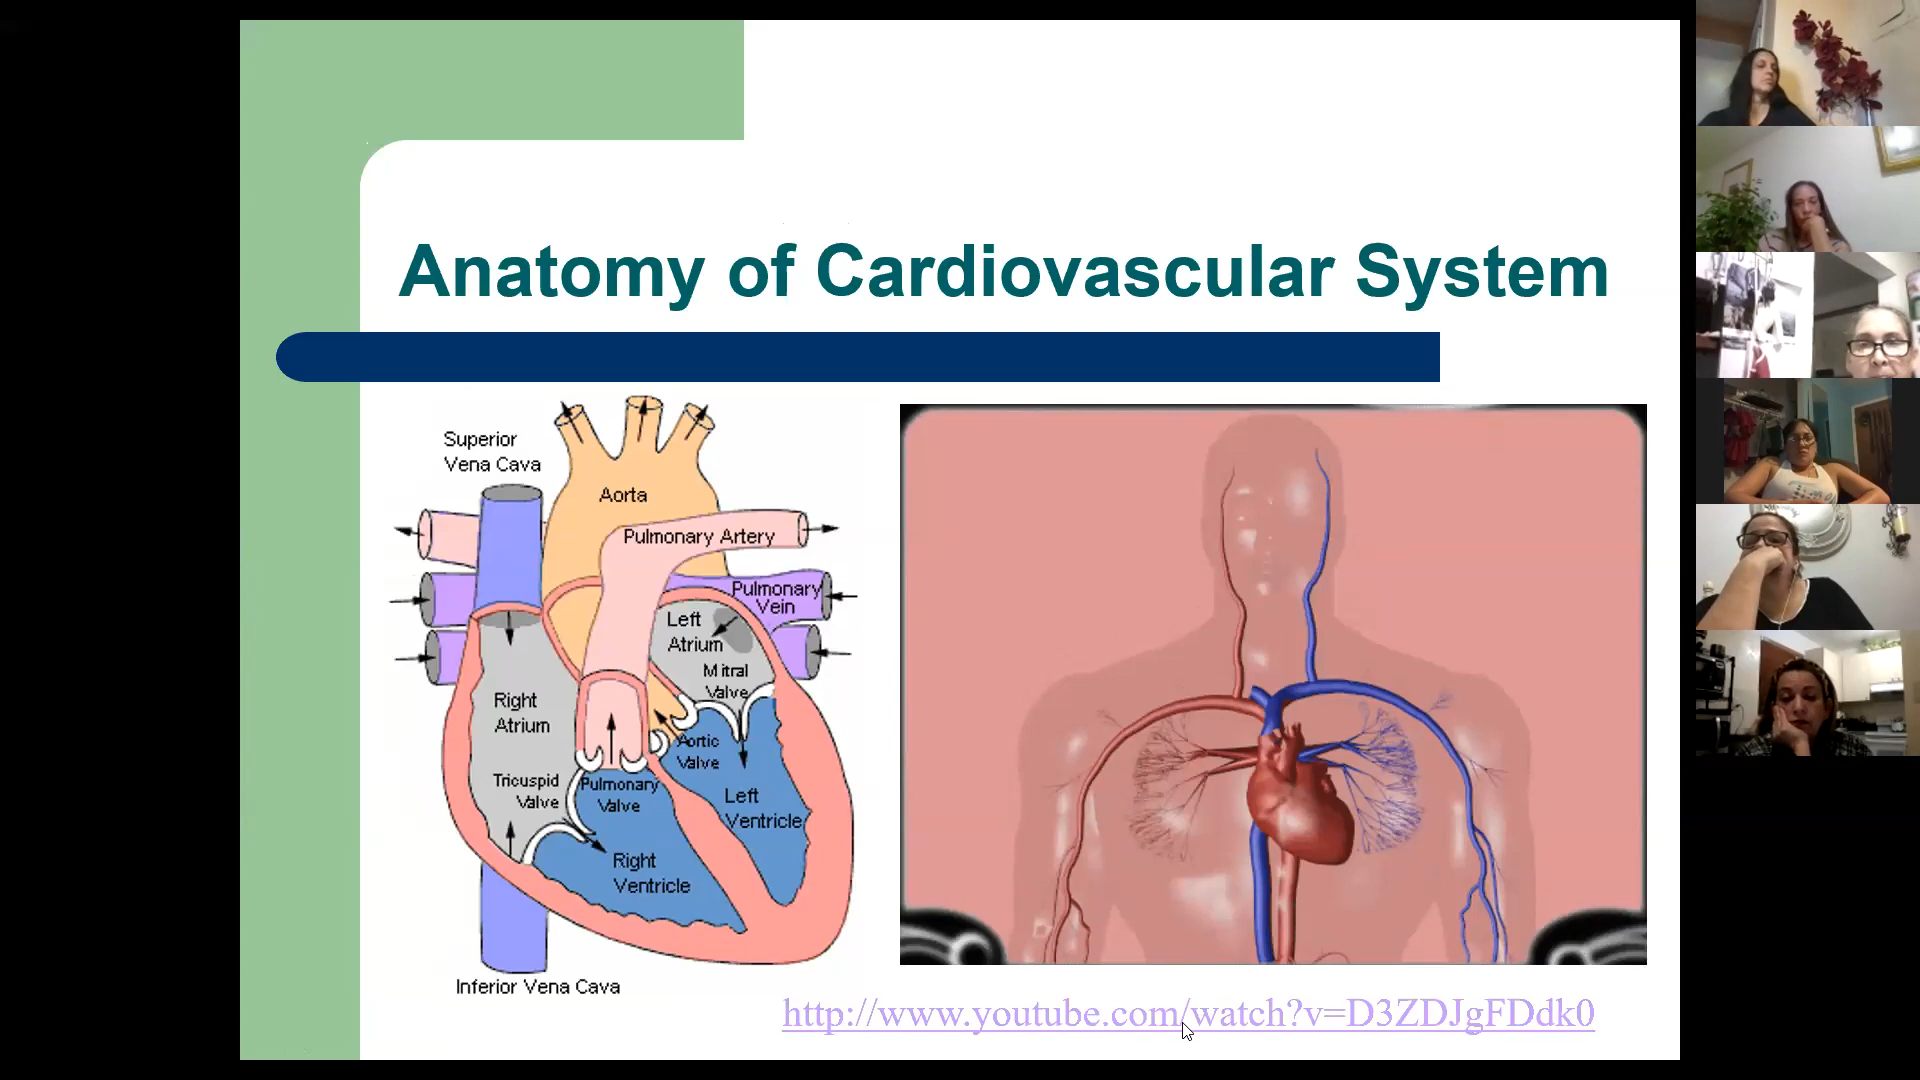 Anatomy of Cardiovascular System
Superior
Vena Cava
Aorta
Pulmonary Artery
Pulmonary
Vein
Left
Atrium
Mitral
Valve
Right
Atrium
Aortic
Valve
Tricuspid
Valve
Pulmonary
Valve
Left
Ventricle
Right
Ventricle
Inferior Vena Cava
http://www.youtube.com/watch?v=D3ZDJgFDdk0